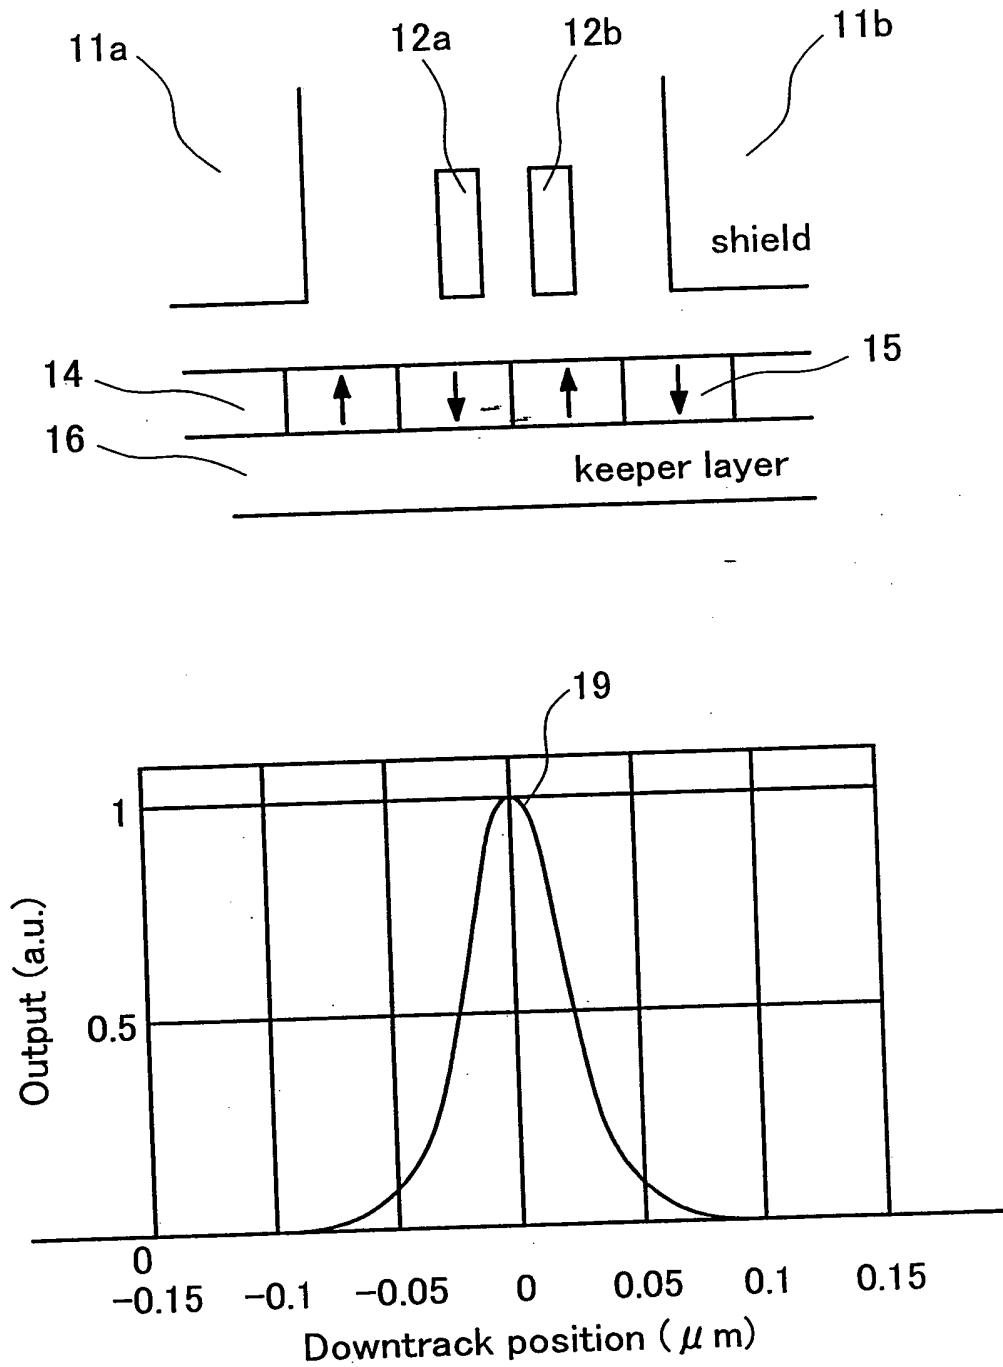 11a
12a
12b
11b
shield
14
15
16
keeper layer
19
1
0.5
Output (a.u.)
0
-0.15
-0.1
-0.05
0
0.05
0.1
0.15
Downtrack position (μm)